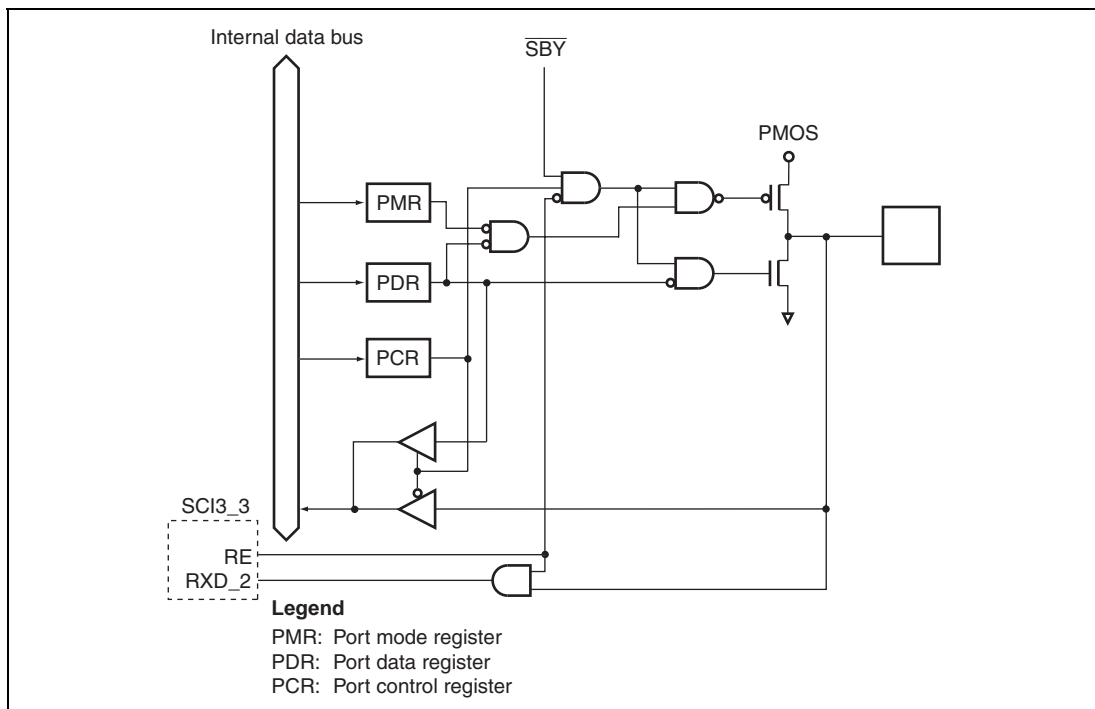 Internal data bus
SBY
PMOS
PMR
PDR
PCR
SCI3_3
RE
RXD_2
Legend
PMR: Port mode register
PDR: Port data register
PCR: Port control register